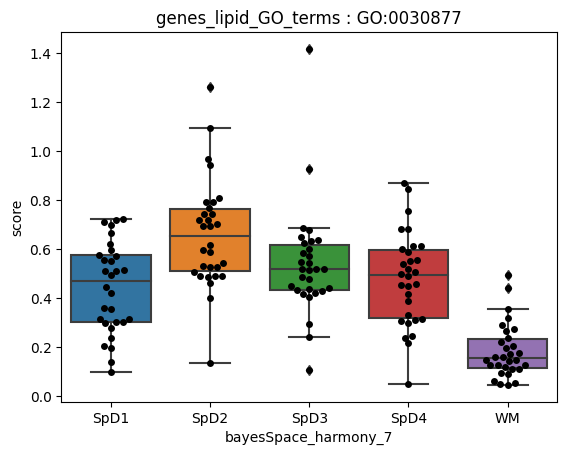 genes_lipid_GO_terms : GO:0030877
1.4
1.2
1.0
0.8
0.6
0.4
0.2
0.0
score
SpD1 SpD2 SpD3 SpD4 WM
bayesSpace_harmony_7